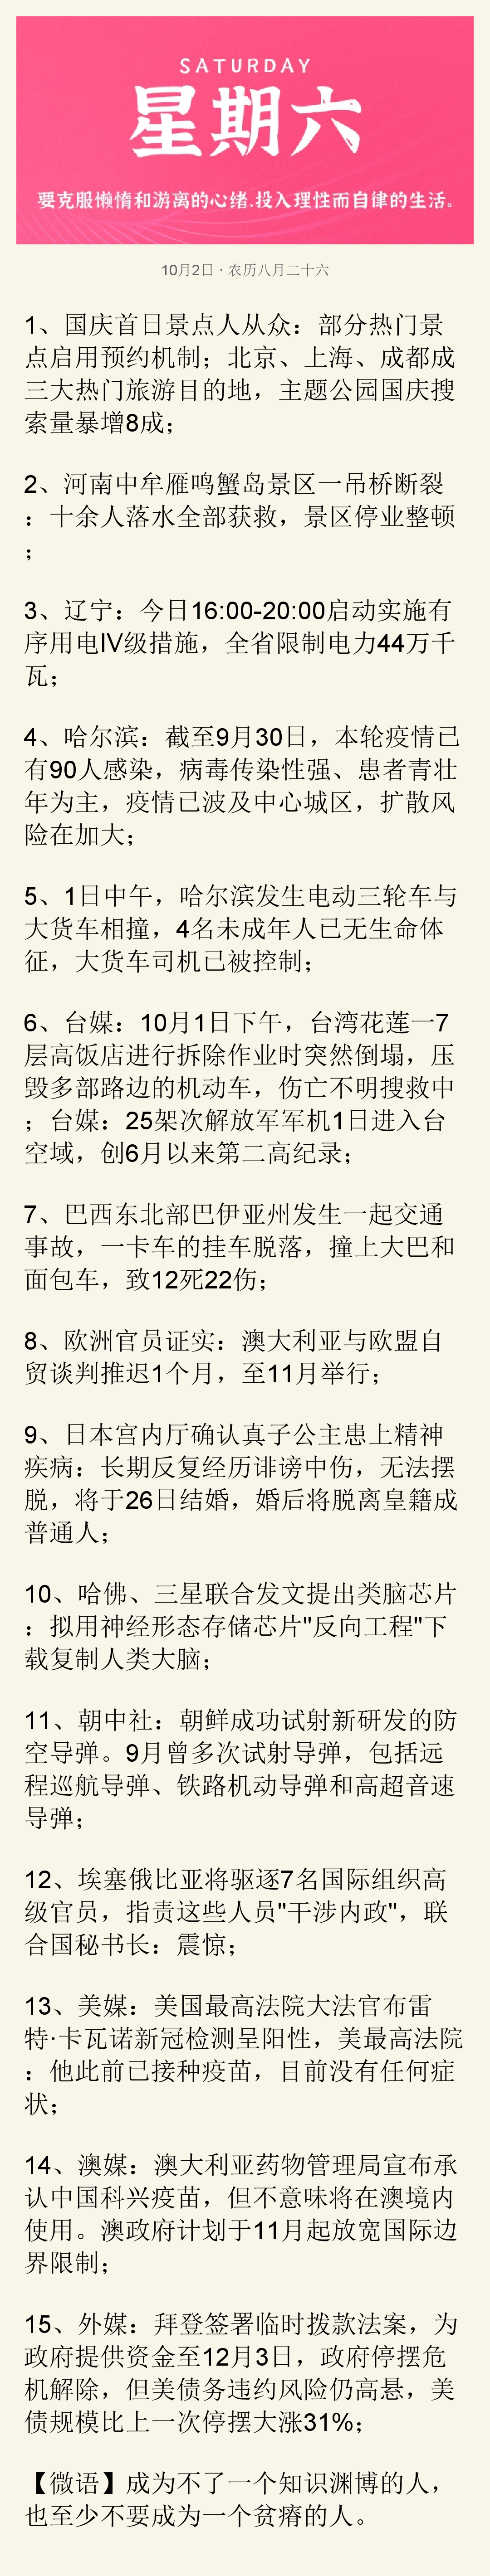 SATURDAY
星期六
要克服懒惰和游离的心绪.投入理性而自律的生活。
10月2日 · 农历八月二十六
1、国庆首日景点人从众：部分热门景
点启用预约机制；北京、上海、成都成
三大热门旅游目的地，主题公园国庆搜
索量暴增8成；
2、河南中牟雁鸣蟹岛景区一吊桥断裂
：十余人落水全部获救，景区停业整顿
；
3、辽宁：今日16:00-20:00启动实施有
序用电IV级措施，全省限制电力44万千
瓦；
4、哈尔滨：截至9月30日，本轮疫情已
有90人感染，病毒传染性强、患者青壮
年为主，疫情已波及中心城区，扩散风
险在加大；
5、1日中午，哈尔滨发生电动三轮车与
大货车相撞，4名未成年人已无生命体
征，大货车司机已被控制；
6、台媒：10月1日下午，台湾花莲一7
层高饭店进行拆除作业时突然倒塌，压
毁多部路边的机动车，伤亡不明搜救中
；台媒：25架次解放军军机1日进入台
空域，创6月以来第二高纪录；
7、巴西东北部巴伊亚州发生一起交通
事故，一卡车的挂车脱落，撞上大巴和
面包车，致12死22伤；
8、欧洲官员证实：澳大利亚与欧盟自
贸谈判推迟1个月，至11月举行；
9、日本宫内厅确认真子公主患上精神
疾病：长期反复经历诽谤中伤，无法摆
脱，将于26日结婚，婚后将脱离皇籍成
普通人；
10、哈佛、三星联合发文提出类脑芯片
：拟用神经形态存储芯片"反向工程"下
载复制人类大脑；
11、朝中社：朝鲜成功试射新研发的防
空导弹。9月曾多次试射导弹，包括远
程巡航导弹、铁路机动导弹和高超音速
导弹；
12、埃塞俄比亚将驱逐7名国际组织高
级官员，指责这些人员"干涉内政"，联
合国秘书长：震惊；
13、美媒：美国最高法院大法官布雷
特·卡瓦诺新冠检测呈阳性，美最高法院
：他此前已接种疫苗，目前没有任何症
状；
14、澳媒：澳大利亚药物管理局宣布承
认中国科兴疫苗，但不意味将在澳境内
使用。澳政府计划于11月起放宽国际边
界限制；
15、外媒：拜登签署临时拨款法案，为
政府提供资金至12月3日，政府停摆危
机解除，但美债务违约风险仍高悬，美
债规模比上一次停摆大涨31%；
【微语】成为不了一个知识渊博的人，
也至少不要成为一个贫瘠的人。